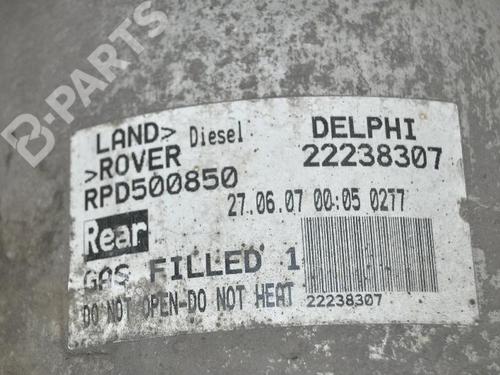 B-PARTS
LAND> Diesel DELPHI
>ROVER 22238307
RPD500850
27.06.07 00:05 0277
Rear
GAS FILLED 1
DO NOT OPEN-DO NOT HEAT 22238307